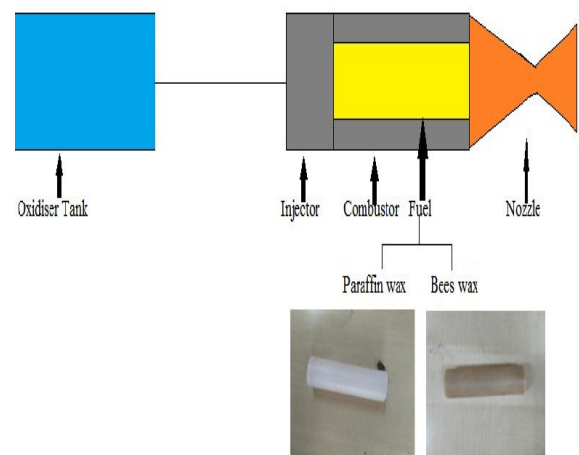 Oxidiser Tank Injector Combustor Fuel Nozzle
Paraffin wax Bees wax